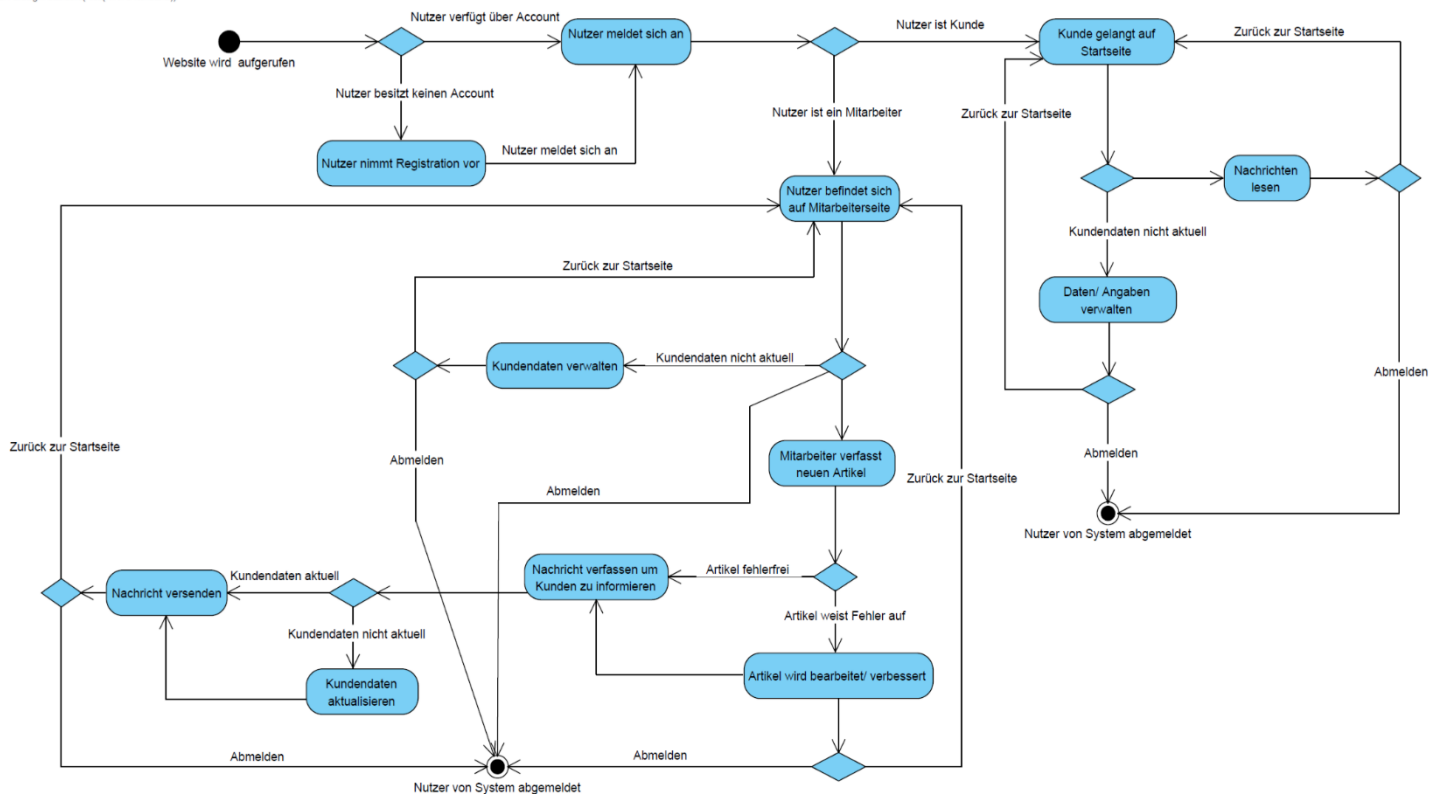 Nutzer verfügt über Account
Nutzer meldet sich an
Nutzer ist Kunde
Kunde gelangt auf
Startseite
Zurück zur Startseite
Website wird aufgerufen
Nutzer besitzt keinen Account
Nutzer ist ein Mitarbeiter
Zurück zur Startseite
Nutzer nimmt Registration vor
Nutzer meldet sich an
Nachrichten
lesen
Nutzer befindet sich
auf Mitarbeiterseite
Kundendaten nicht aktuell
Zurück zur Startseite
Daten/ Angaben
verwalten
Kundendaten verwalten
Kundendaten nicht aktuell
Abmelden
Zurück zur Startseite
Abmelden
Mitarbeiter verfasst
neuen Artikel
Zurück zur Startseite
Abmelden
Abmelden
Nutzer von System abgemeldet
Nachricht versenden
Kundendaten aktuell
Nachricht verfassen um
Kunden zu informieren
Artikel fehlerfrei
Artikel weist Fehler auf
Kundendaten nicht aktuell
Kundendaten
aktualisieren
Artikel wird bearbeitet/ verbessert
Abmelden
Abmelden
Nutzer von System abgemeldet